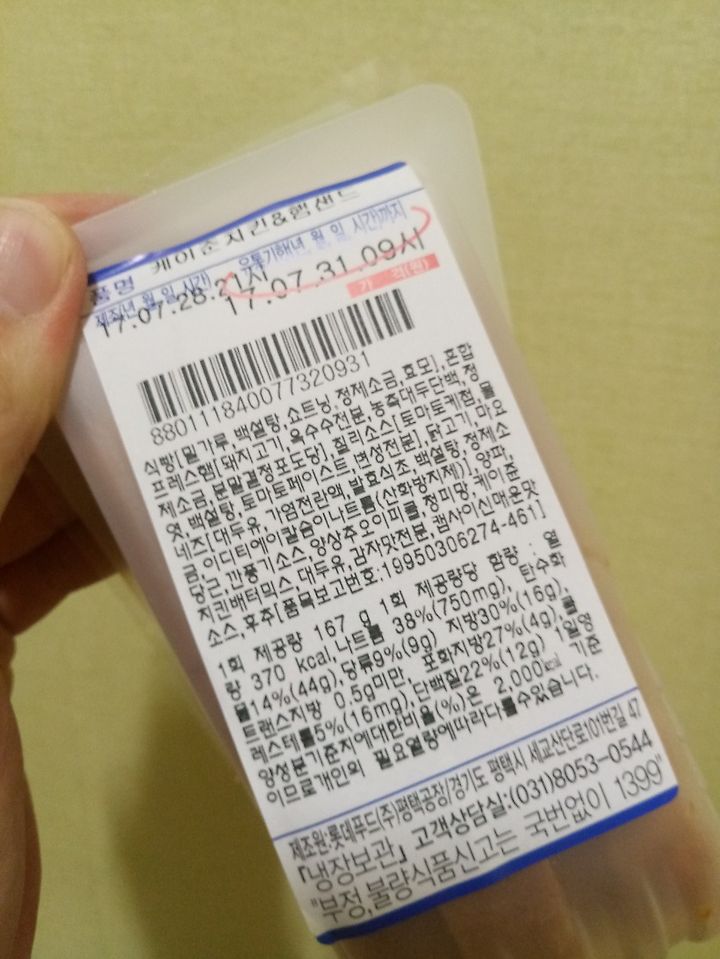 품명 케이준치킨&햄샌드
제조년 월 일 시간 유통기해년 월 일 시간까지
17.07.28.21시 17.07.31.09시
가 격(원)
880111840077320931
식빵[밀가루,백설탕,쇼트닝,정제소금,효모],혼합
프레스햄[돼지고기,옥수수전분,농축대두단백,정
제소금,분말결정포도당],칠리소스[토마토케찹,물
엿,백설탕,토마토페이스트,변성전분],닭고기,마요
네즈[대두유,가염전란액,발효식초,백설탕,정제소
금,이디티에이칼슘이나트륨(산화방지제)],양파,
당근,깐풍기소스,양상추,오이피클,청피망,케이준
치킨배터믹스,대두유,감자맛전분,캡사이신매운맛
소스,후추[품목보고번호:19950306274-461]
1회 제공량 167 g 1회 제공량당 함량 : 열
량 370 kcal,나트륨 38%(750mg), 탄수화
물14%(44g),당류9%(9g) 지방30%(16g),
트랜스지방 0.5g미만, 포화지방27%(4g),콜
레스테롤5%(16mg),단백질22%(12g) 1일영
양성분기준치에대한비율(%)은 2,000㎉ 기준
이므로개인의 필요열량에따라다를수있습니다.
제조원:롯데푸드(주)평택공장/경기도 평택시 세교산단로101번길 47
『냉장보관』 고객상담실:(031)8053-0544
"부정,불량식품신고는 국번없이 1399"